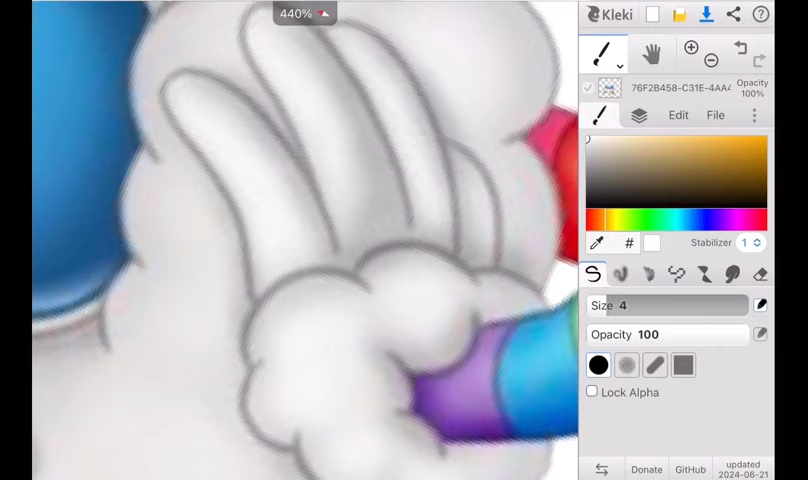 440%
Kleki
76F2B458-C31E-4AA4
Opacity
100%
Edit
File
#
Stabilizer 1
Size 4
Opacity 100
Lock Alpha
Donate
GitHub
updated
2024-06-21